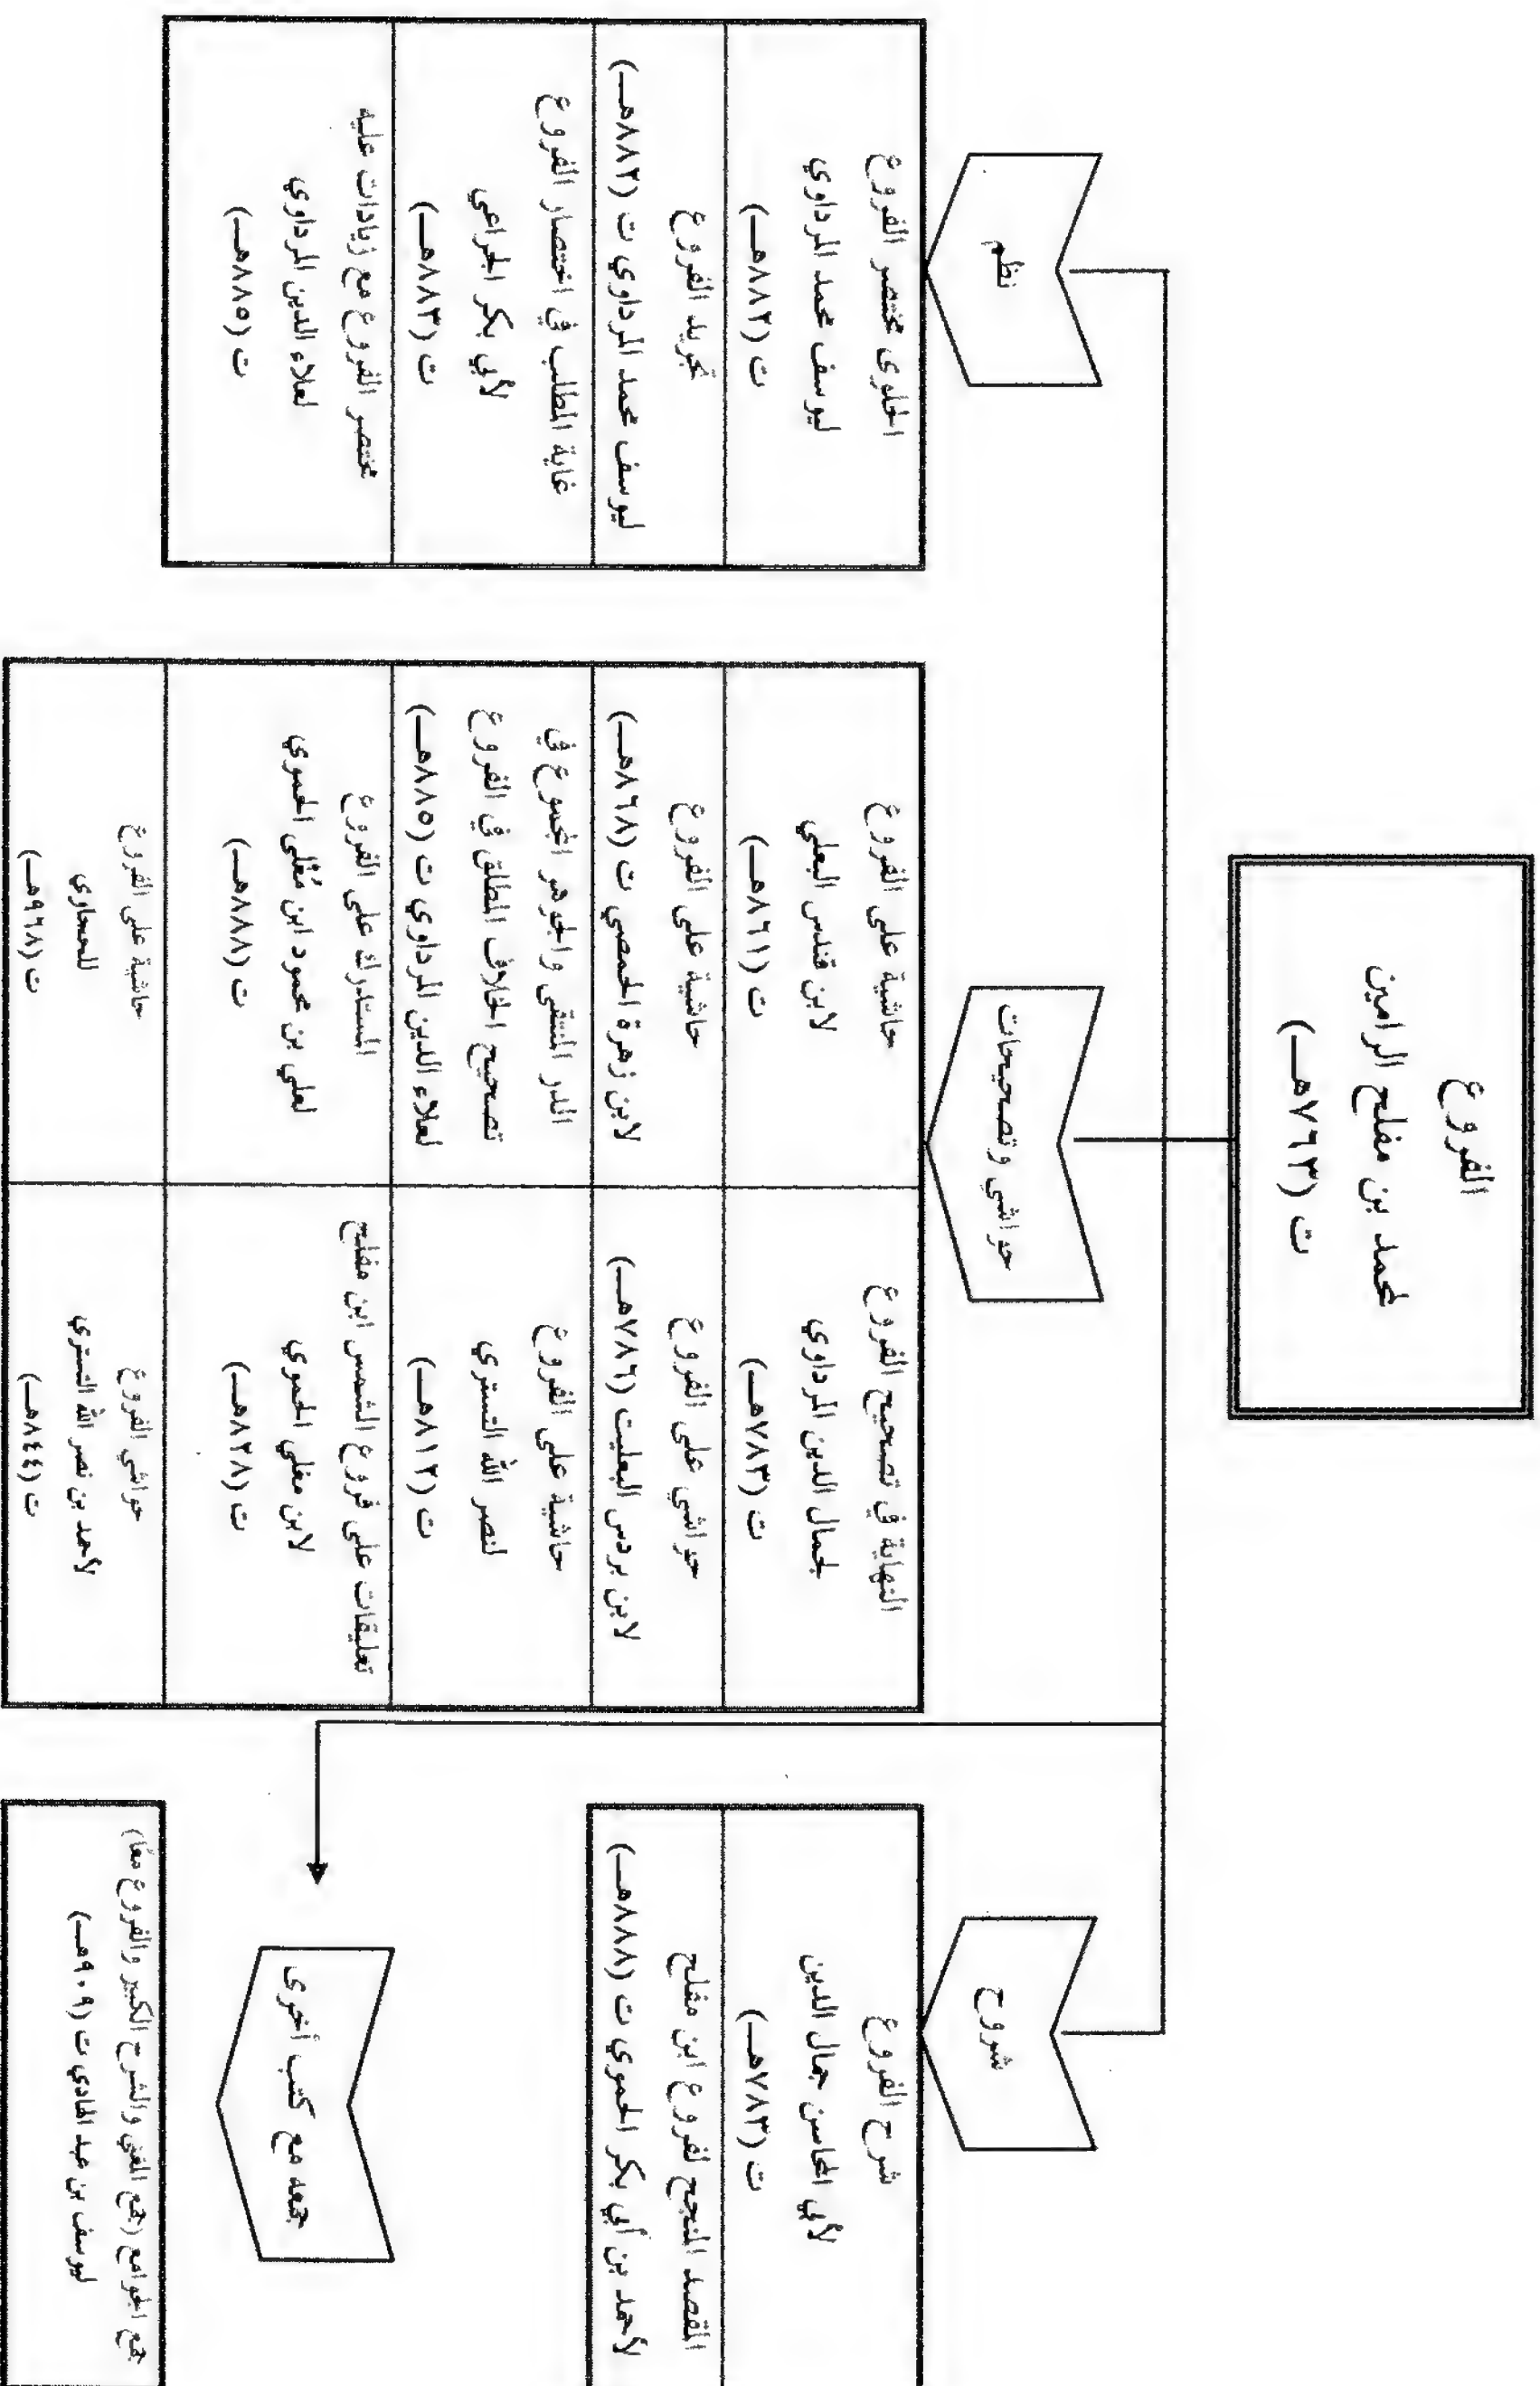 الفروع
لمحمد بن مفلح الرامين
ت (٧٦٣هـ)
شروح
شرح الفروع
لأبي المحاسن جمال الدين
ت (٧٨٣هـ)
المقصد المنجح لفروع ابن مفلح
لأحمد بن أبي بكر الحموي ت (٨٨٨هـ)
جمعه مع كتب أخرى
جمع الجوامع (جمع المغني والشرح الكبير والفروع معًا)
ليوسف بن عبد الهادي ت (٩٠٩هـ)
حواشي وتصحيحات
النهاية في تصحيح الفروع
لجمال الدين المرداوي
ت (٧٨٣هـ)
حواشي على الفروع
لابن بردس البعليت (٧٨٦هـ)
حاشية على الفروع
لنصر الله التستري
ت (٨١٢هـ)
تعليقات على فروع الشمس ابن مفلح
لابن مغلي الحموي
ت (٨٢٨هـ)
حواشي الفروع
لأحمد بن نصر الله التستري
ت (٨٤٤هـ)
حاشية على الفروع
لابن قندس البعلي
ت (٨٦١هـ)
حاشية على الفروع
لابن زهرة الحمصي ت (٨٦٨هـ)
الدر المنتقى والجوهر المجموع في
تصحيح الخلاف المطلق في الفروع
لعلاء الدين المرداوي ت (٨٨٥هـ)
المستدرك على الفروع
لعلي بن محمود ابن مُغْلى الحموي
ت (٨٨٨هـ)
حاشية على الفروع
للحجاوي
ت (٩٦٨هـ)
نظم
الحلوى مختصر الفروع
ليوسف محمد المرداوي
ت (٨٨٢هـ)
تجريد الفروع
ليوسف محمد المرداوي ت (٨٨٢هـ)
غاية المطلب في اختصار الفروع
لأبي بكر الجراعي
ت (٨٨٣هـ)
مختصر الفروع مع زيادات عليه
لعلاء الدين المرداوي
ت (٨٨٥هـ)